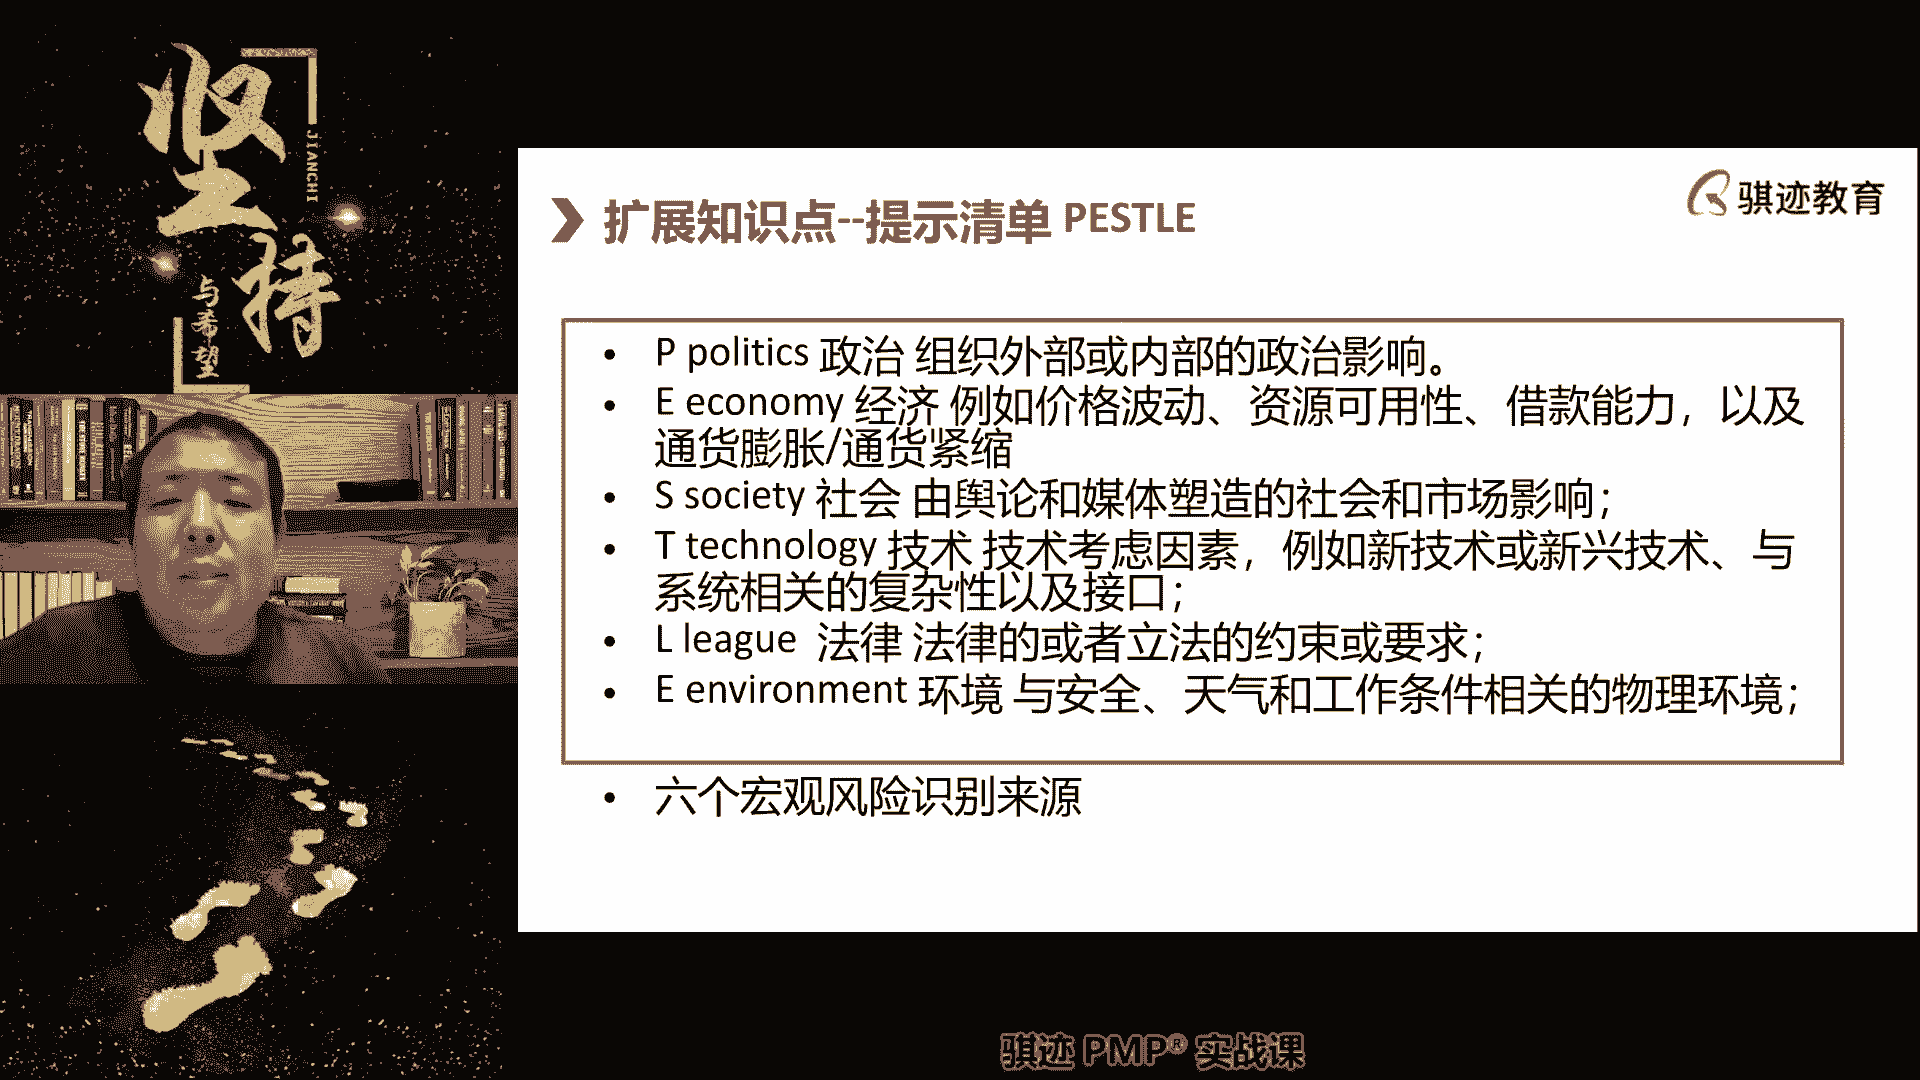 坚持
JIANCHI
与希望
骐迹教育
扩展知识点--提示清单 PESTLE
• P politics 政治 组织外部或内部的政治影响。
• E economy 经济 例如价格波动、资源可用性、借款能力，以及
通货膨胀/通货紧缩
• S society 社会 由舆论和媒体塑造的社会和市场影响；
• T technology 技术 技术考虑因素，例如新技术或新兴技术、与
系统相关的复杂性以及接口；
• L league 法律 法律的或者立法的约束或要求；
• E environment 环境 与安全、天气和工作条件相关的物理环境；
• 六个宏观风险识别来源
骐迹 PMP® 实战课